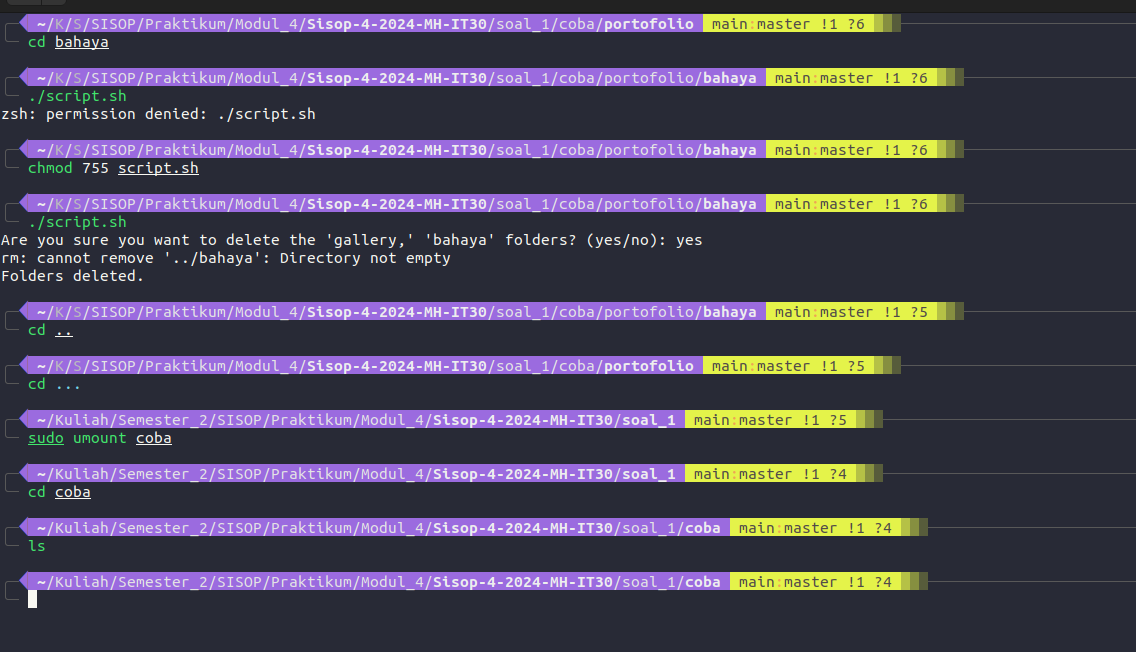 ~/K/S/SISOP/Praktikum/Modul_4/Sisop-4-2024-MH-IT30/soal_1/coba/portofolio main:master !1 ?6
cd bahaya
~/K/S/SISOP/Praktikum/Modul_4/Sisop-4-2024-MH-IT30/soal_1/coba/portofolio/bahaya main:master !1 ?6
./script.sh
zsh: permission denied: ./script.sh
~/K/S/SISOP/Praktikum/Modul_4/Sisop-4-2024-MH-IT30/soal_1/coba/portofolio/bahaya main:master !1 ?6
chmod 755 script.sh
~/K/S/SISOP/Praktikum/Modul_4/Sisop-4-2024-MH-IT30/soal_1/coba/portofolio/bahaya main:master !1 ?6
./script.sh
Are you sure you want to delete the 'gallery,' 'bahaya' folders? (yes/no): yes
rm: cannot remove '../bahaya': Directory not empty
Folders deleted.
~/K/S/SISOP/Praktikum/Modul_4/Sisop-4-2024-MH-IT30/soal_1/coba/portofolio/bahaya main:master !1 ?5
cd ..
~/K/S/SISOP/Praktikum/Modul_4/Sisop-4-2024-MH-IT30/soal_1/coba/portofolio main:master !1 ?5
cd ...
~/Kuliah/Semester_2/SISOP/Praktikum/Modul_4/Sisop-4-2024-MH-IT30/soal_1 main:master !1 ?5
sudo umount coba
~/Kuliah/Semester_2/SISOP/Praktikum/Modul_4/Sisop-4-2024-MH-IT30/soal_1 main:master !1 ?4
cd coba
~/Kuliah/Semester_2/SISOP/Praktikum/Modul_4/Sisop-4-2024-MH-IT30/soal_1/coba main:master !1 ?4
ls
~/Kuliah/Semester_2/SISOP/Praktikum/Modul_4/Sisop-4-2024-MH-IT30/soal_1/coba main:master !1 ?4